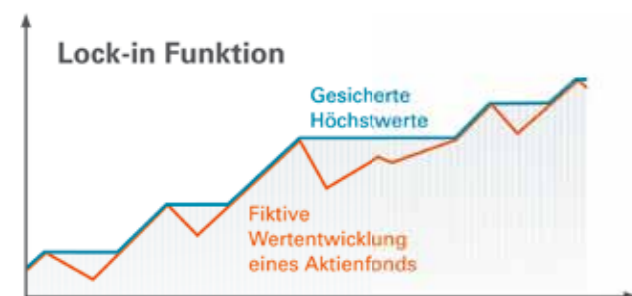 Lock-in Funktion
Gesicherte
Höchstwerte
Fiktive
Wertentwicklung
eines Aktienfonds